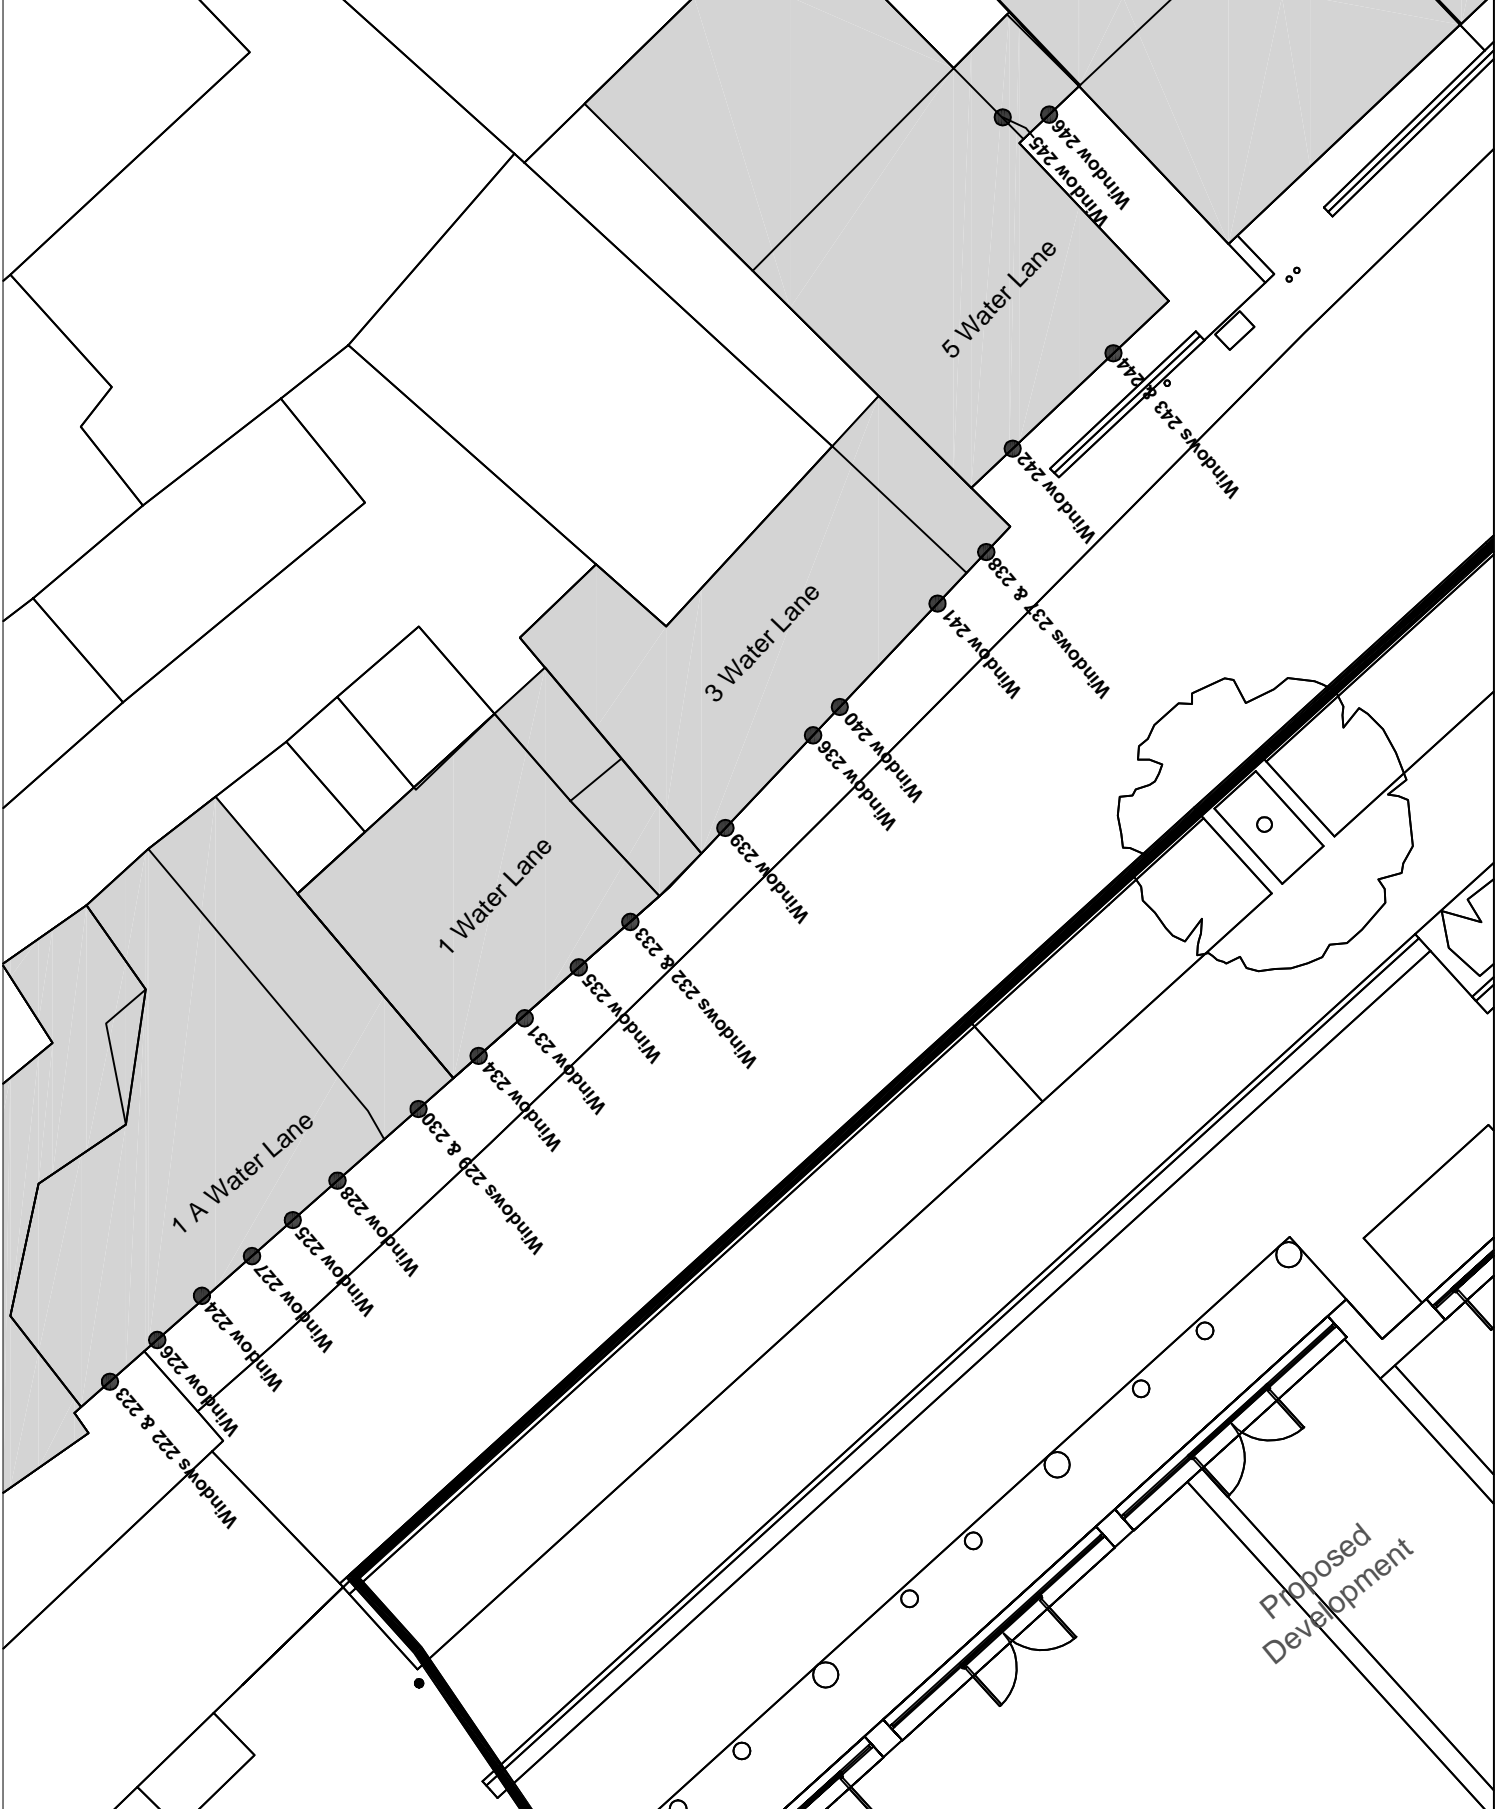 Window 246
Window 245
5 Water Lane
Windows 243 & 244
Window 242
Windows 237 & 238
Window 241
3 Water Lane
Window 240
Window 236
Window 239
1 Water Lane
Windows 232 & 233
Window 235
Window 231
Window 234
Windows 229 & 230
1 A Water Lane
Window 228
Window 225
Window 227
Window 224
Window 226
Windows 222 & 223
Proposed
Development